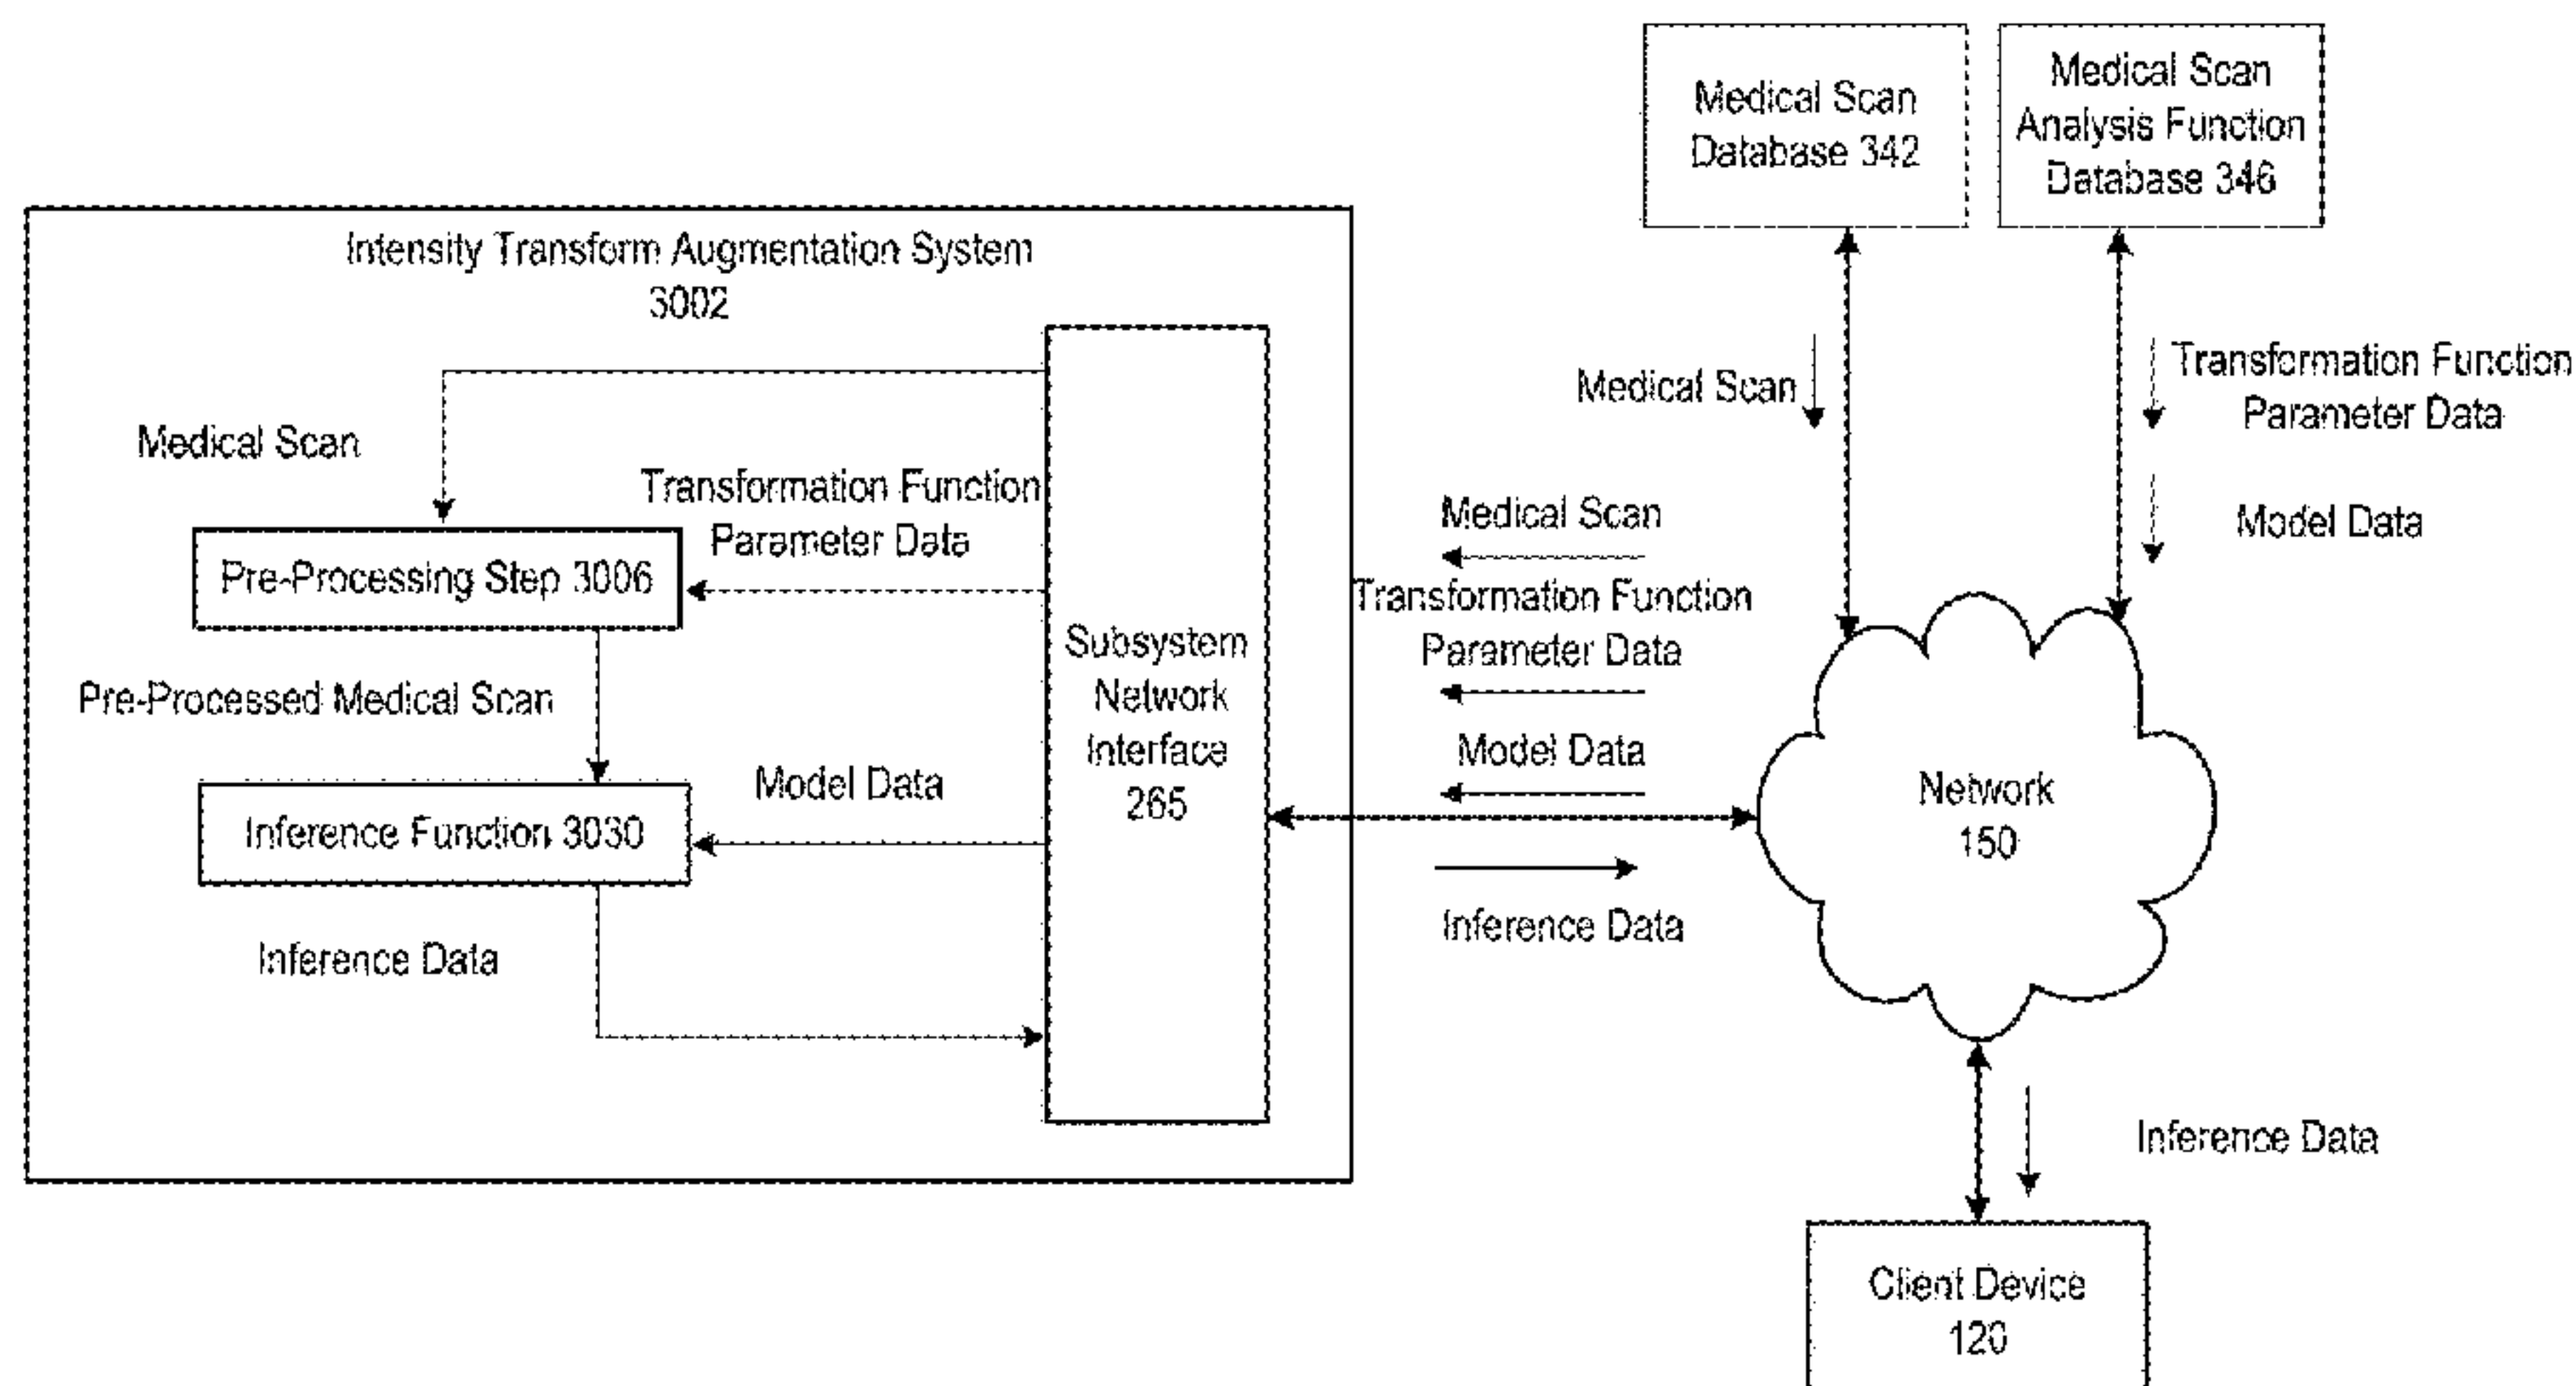 Medical Scan
Database 342
Medical Scan
Analysis Function
Database 346
Intensity Transform Augmentation System
3002
Medical Scan
Transformation Function
Parameter Data
Pre-Processing Step 3006
Pre-Processed Medical Scan
Model Data
Inference Function 3030
Inference Data
Subsystem
Network
Interface
265
Medical Scan
Transformation Function
Parameter Data
Model Data
Inference Data
Medical Scan
Transformation Function
Parameter Data
Model Data
Network
150
Inference Data
Client Device
120